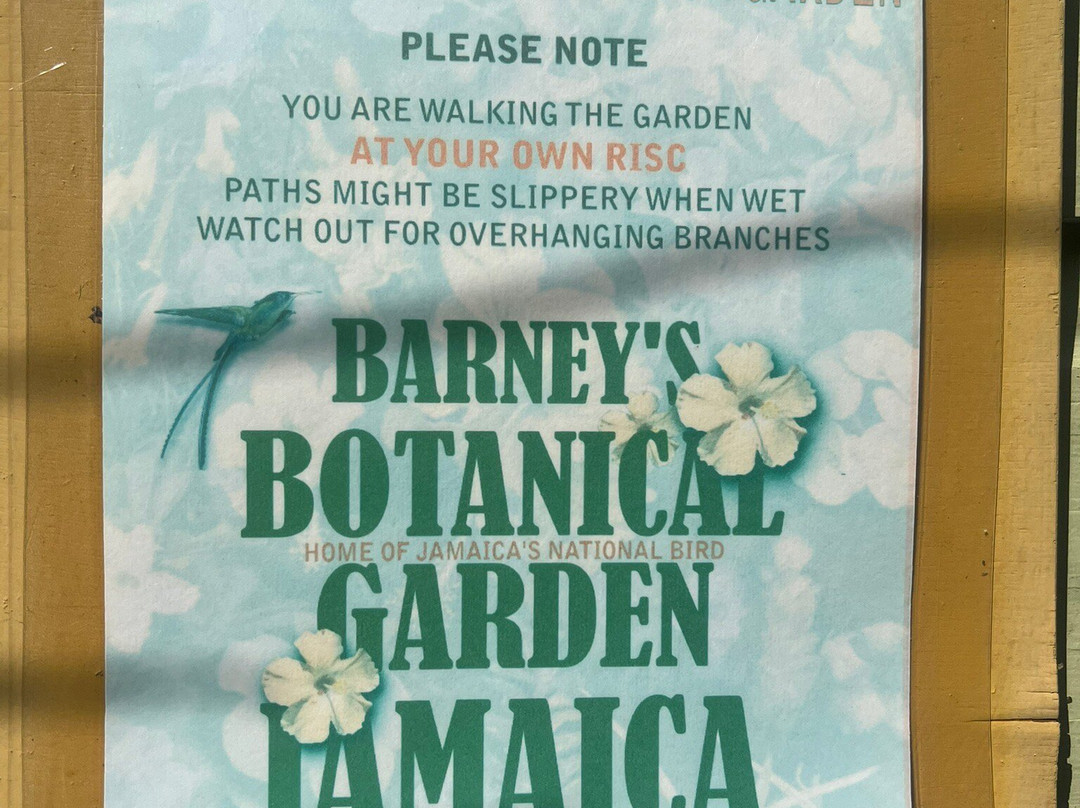 GARDEN
PLEASE NOTE
YOU ARE WALKING THE GARDEN
AT YOUR OWN RISC
PATHS MIGHT BE SLIPPERY WHEN WET
WATCH OUT FOR OVERHANGING BRANCHES
BARNEY'S
BOTANICAL
HOME OF JAMAICA'S NATIONAL BIRD
GARDEN
JAMAICA